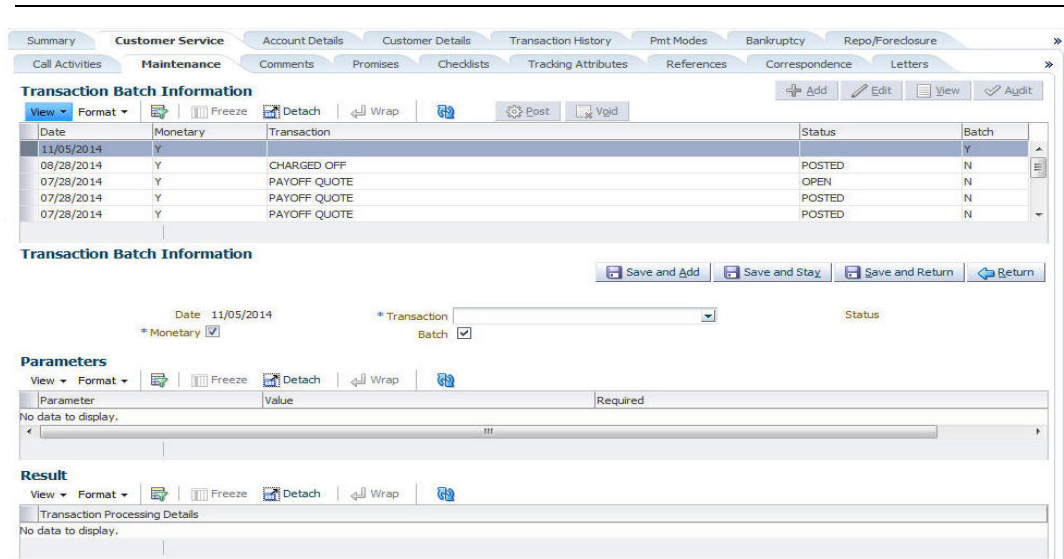 Summary Customer Service Account Details Customer Details Transaction History Pmt Modes Bankruptcy Repo/Foreclosure »
Call Activities Maintenance Comments Promises Checklists Tracking Attributes References Correspondence Letters »
Transaction Batch Information
Add Edit View Audit
View Format Freeze Detach Wrap Post Void
Date Monetary Transaction Status Batch
11/05/2014 Y Y
08/28/2014 Y CHARGED OFF POSTED N
07/28/2014 Y PAYOFF QUOTE OPEN N
07/28/2014 Y PAYOFF QUOTE POSTED N
07/28/2014 Y PAYOFF QUOTE POSTED N
Transaction Batch Information
Save and Add Save and Stay Save and Return Return
Date 11/05/2014 * Transaction Status
* Monetary Batch
Parameters
View Format Freeze Detach Wrap
Parameter Value Required
No data to display.
Result
View Format Freeze Detach Wrap
Transaction Processing Details
No data to display.